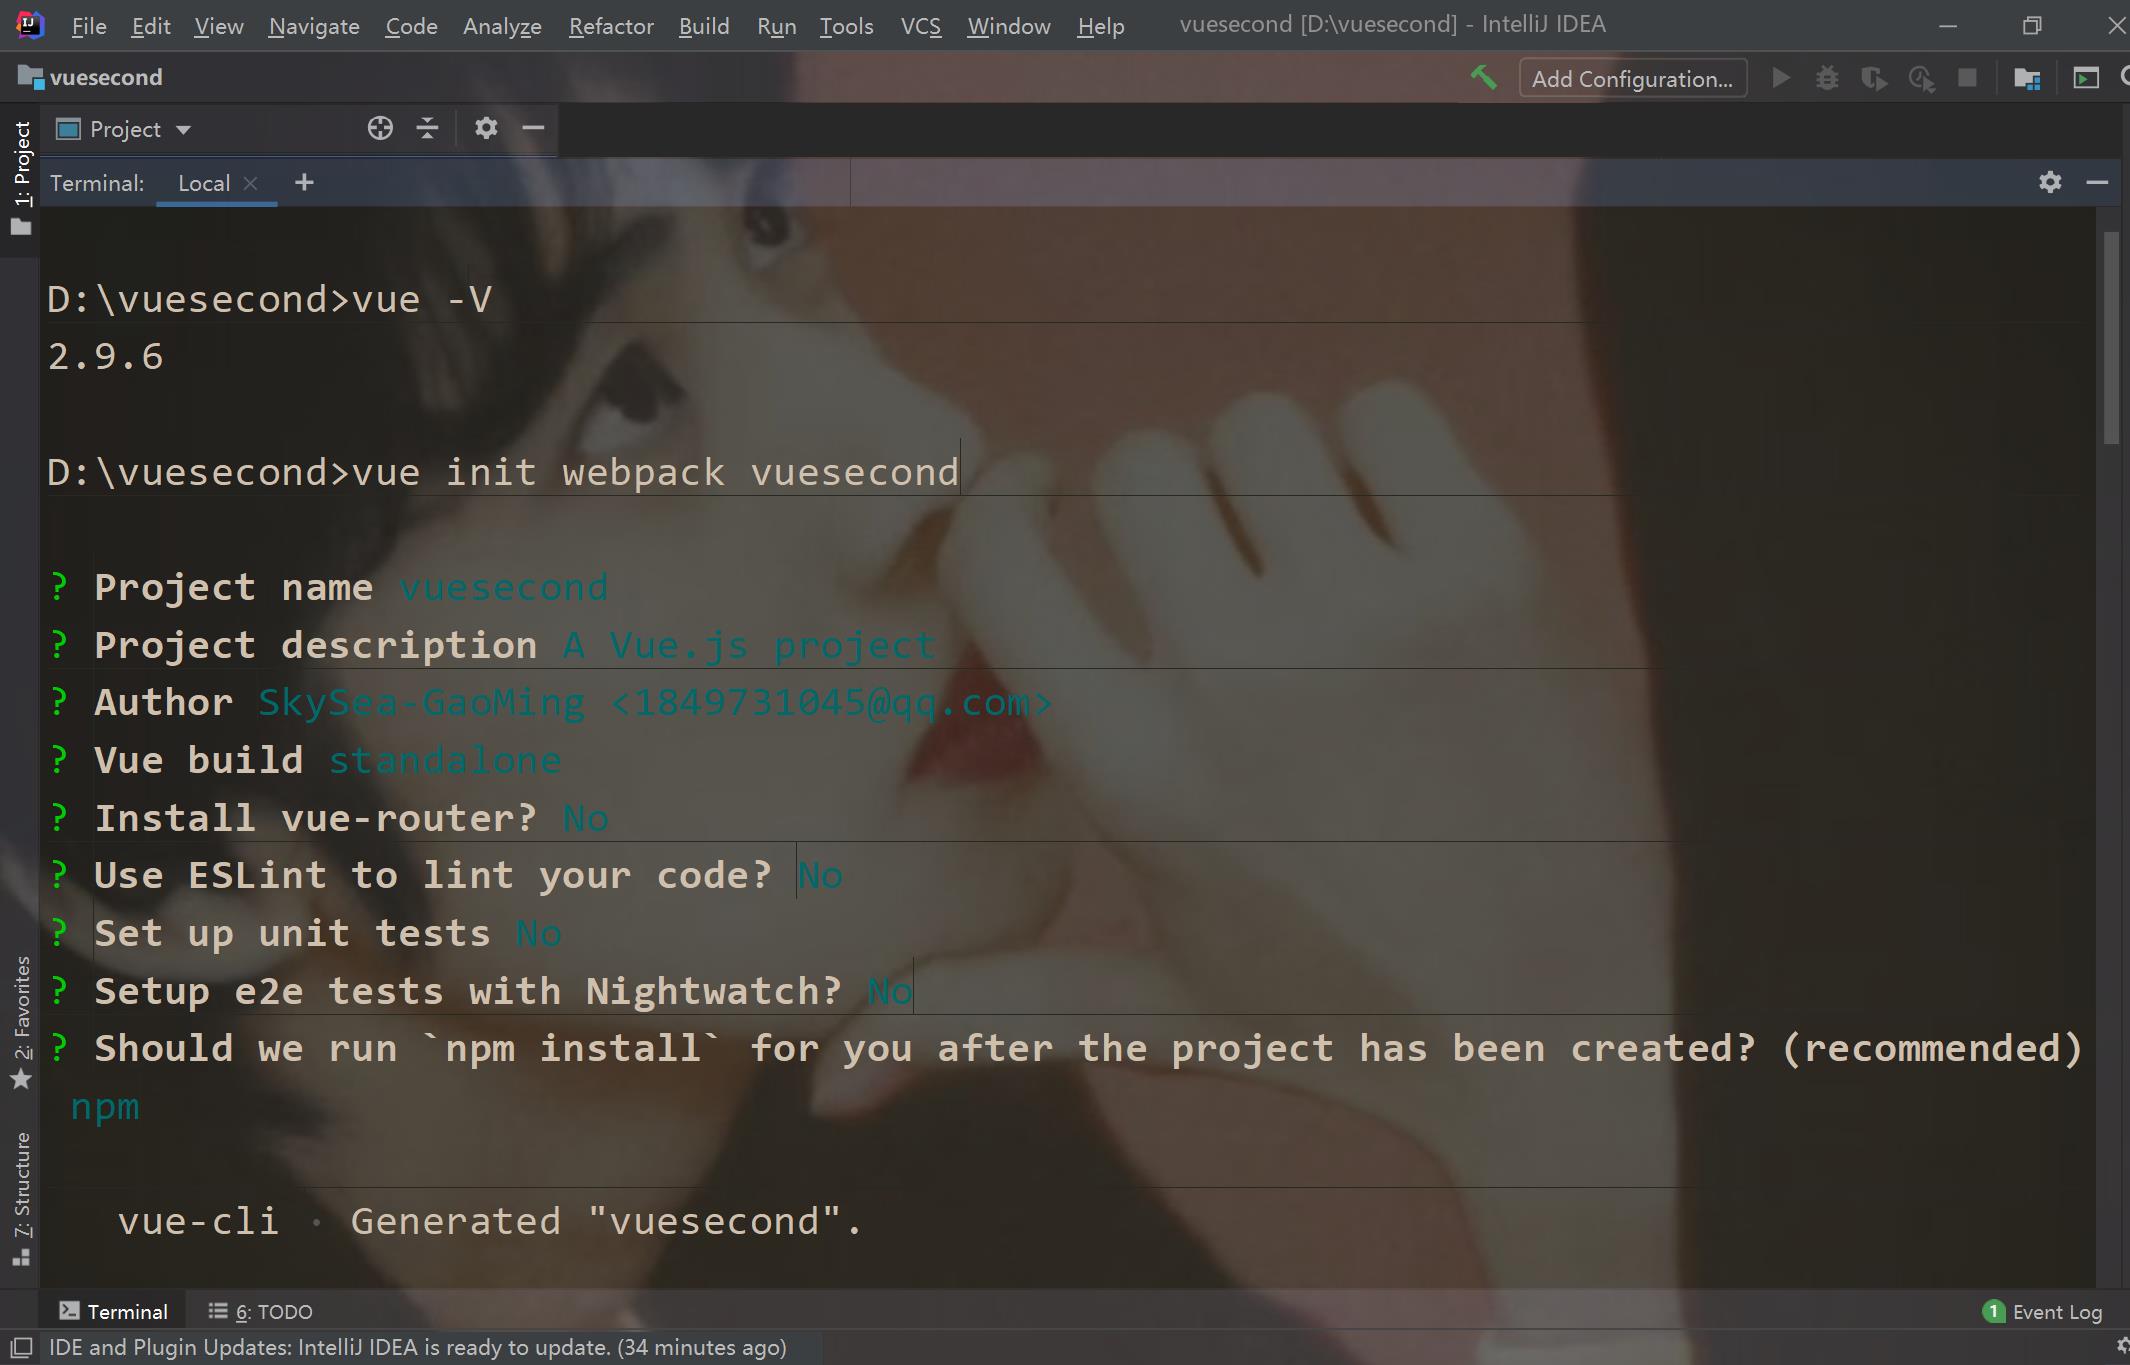 File Edit View Navigate Code Analyze Refactor Build Run Tools VCS Window Help vuesecond [D:\vuesecond] - IntelliJ IDEA
vuesecond Add Configuration...
Project
1: Project
Terminal: Local
D:\vuesecond>vue -V
2.9.6
D:\vuesecond>vue init webpack vuesecond
? Project name vuesecond
? Project description A Vue.js project
? Author SkySea-GaoMing <1849731045@qq.com>
? Vue build standalone
? Install vue-router? No
? Use ESLint to lint your code? No
? Set up unit tests No
? Setup e2e tests with Nightwatch? No
? Should we run `npm install` for you after the project has been created? (recommended)
npm
vue-cli · Generated "vuesecond".
2: Favorites
7: Structure
Terminal 6: TODO 1 Event Log
IDE and Plugin Updates: IntelliJ IDEA is ready to update. (34 minutes ago)